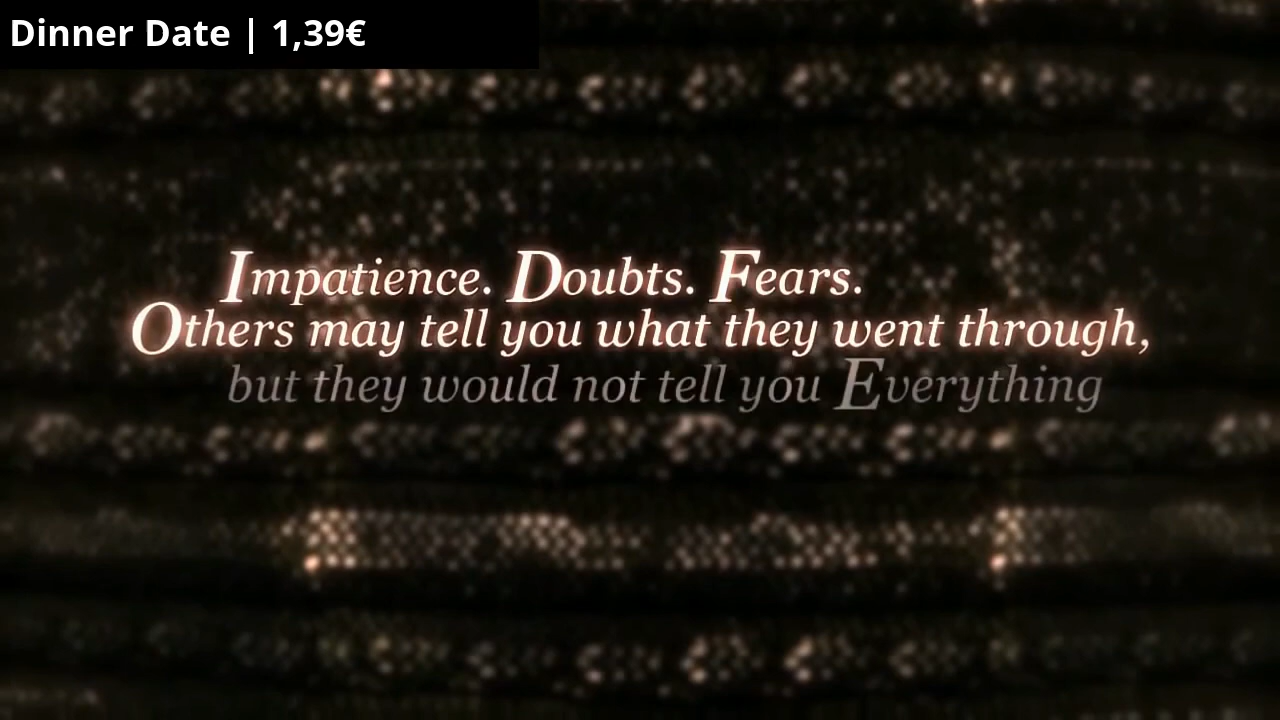 Dinner Date | 1,39€
Impatience. Doubts. Fears.
Others may tell you what they went through,
but they would not tell you Everything